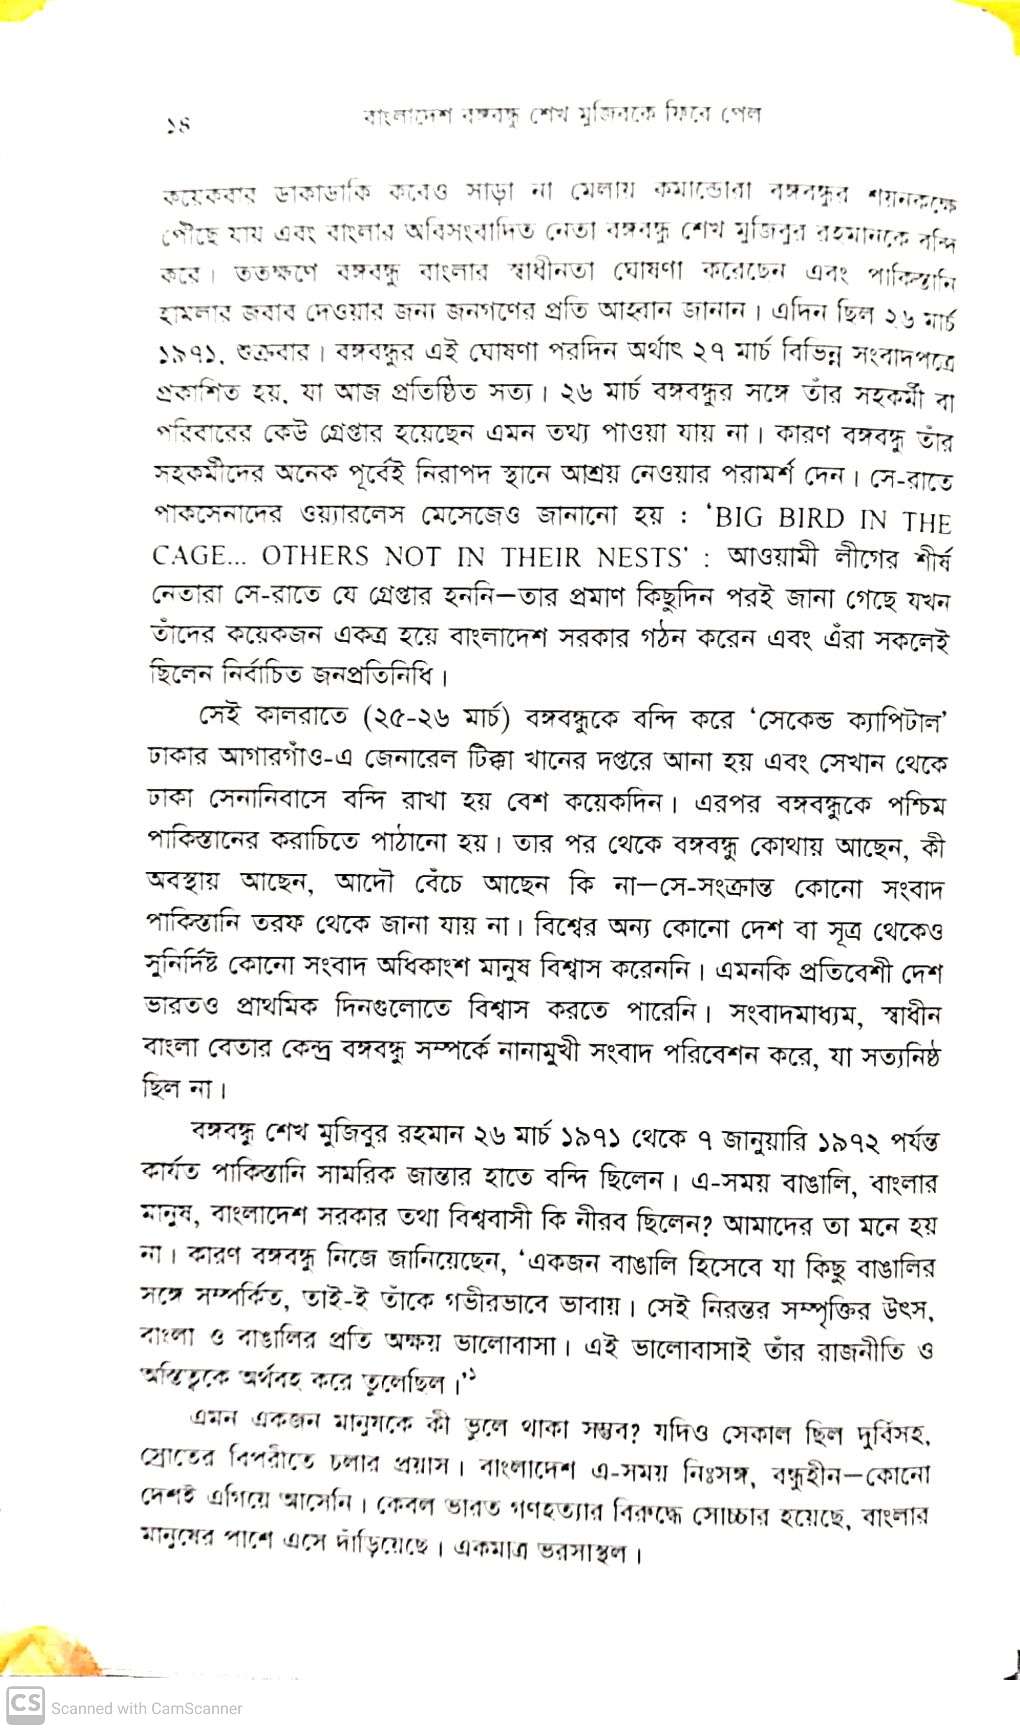 ১৪
বাংলাদেশ বঙ্গবন্ধু শেখ মুজিবকে ফিরে পেল
কয়েকবার ডাকাডাকি করেও সাড়া না মেলায় কমান্ডোরা বঙ্গবন্ধুর শয়নকক্ষে
পৌঁছে যায় এবং বাংলার অবিসংবাদিত নেতা বঙ্গবন্ধু শেখ মুজিবুর রহমানকে বন্দি
করে। ততক্ষণে বঙ্গবন্ধু বাংলার স্বাধীনতা ঘোষণা করেছেন এবং পাকিস্তানি
হামলার জবাব দেওয়ার জন্য জনগণের প্রতি আহ্বান জানান। এদিন ছিল ২৬ মার্চ
১৯৭১, শুক্রবার। বঙ্গবন্ধুর এই ঘোষণা পরদিন অর্থাৎ ২৭ মার্চ বিভিন্ন সংবাদপত্রে
প্রকাশিত হয়, যা আজ প্রতিষ্ঠিত সত্য। ২৬ মার্চ বঙ্গবন্ধুর সঙ্গে তাঁর সহকর্মী বা
পরিবারের কেউ গ্রেপ্তার হয়েছেন এমন তথ্য পাওয়া যায় না। কারণ বঙ্গবন্ধু তাঁর
সহকর্মীদের অনেক পূর্বেই নিরাপদ স্থানে আশ্রয় নেওয়ার পরামর্শ দেন। সে-রাতে
পাকসেনাদের ওয়্যারলেস মেসেজেও জানানো হয় : ‘BIG BIRD IN THE
CAGE... OTHERS NOT IN THEIR NESTS’ : আওয়ামী লীগের শীর্ষ
নেতারা সে-রাতে যে গ্রেপ্তার হননি—তার প্রমাণ কিছুদিন পরই জানা গেছে যখন
তাঁদের কয়েকজন একত্র হয়ে বাংলাদেশ সরকার গঠন করেন এবং এঁরা সকলেই
ছিলেন নির্বাচিত জনপ্রতিনিধি।
সেই কালরাতে (২৫-২৬ মার্চ) বঙ্গবন্ধুকে বন্দি করে ‘সেকেন্ড ক্যাপিটাল’
ঢাকার আগারগাঁও-এ জেনারেল টিক্কা খানের দপ্তরে আনা হয় এবং সেখান থেকে
ঢাকা সেনানিবাসে বন্দি রাখা হয় বেশ কয়েকদিন। এরপর বঙ্গবন্ধুকে পশ্চিম
পাকিস্তানের করাচিতে পাঠানো হয়। তার পর থেকে বঙ্গবন্ধু কোথায় আছেন, কী
অবস্থায় আছেন, আদৌ বেঁচে আছেন কি না—সে-সংক্রান্ত কোনো সংবাদ
পাকিস্তানি তরফ থেকে জানা যায় না। বিশ্বের অন্য কোনো দেশ বা সূত্র থেকেও
সুনির্দিষ্ট কোনো সংবাদ অধিকাংশ মানুষ বিশ্বাস করেননি। এমনকি প্রতিবেশী দেশ
ভারতও প্রাথমিক দিনগুলোতে বিশ্বাস করতে পারেনি। সংবাদমাধ্যম, স্বাধীন
বাংলা বেতার কেন্দ্র বঙ্গবন্ধু সম্পর্কে নানামুখী সংবাদ পরিবেশন করে, যা সত্যনিষ্ঠ
ছিল না।
বঙ্গবন্ধু শেখ মুজিবুর রহমান ২৬ মার্চ ১৯৭১ থেকে ৭ জানুয়ারি ১৯৭২ পর্যন্ত
কার্যত পাকিস্তানি সামরিক জান্তার হাতে বন্দি ছিলেন। এ-সময় বাঙালি, বাংলার
মানুষ, বাংলাদেশ সরকার তথা বিশ্ববাসী কি নীরব ছিলেন? আমাদের তা মনে হয়
না। কারণ বঙ্গবন্ধু নিজে জানিয়েছেন, ‘একজন বাঙালি হিসেবে যা কিছু বাঙালির
সঙ্গে সম্পর্কিত, তাই-ই তাঁকে গভীরভাবে ভাবায়। সেই নিরন্তর সম্পৃক্তির উৎস,
বাংলা ও বাঙালির প্রতি অক্ষয় ভালোবাসা। এই ভালোবাসাই তাঁর রাজনীতি ও
অস্তিত্বকে অর্থবহ করে তুলেছিল।’১
এমন একজন মানুষকে কী ভুলে থাকা সম্ভব? যদিও সেকাল ছিল দুর্বিসহ,
স্রোতের বিপরীতে চলার প্রয়াস। বাংলাদেশ এ-সময় নিঃসঙ্গ, বন্ধুহীন—কোনো
দেশই এগিয়ে আসেনি। কেবল ভারত গণহত্যার বিরুদ্ধে সোচ্চার হয়েছে, বাংলার
মানুষের পাশে এসে দাঁড়িয়েছে। একমাত্র ভরসাস্থল।
CS Scanned with CamScanner